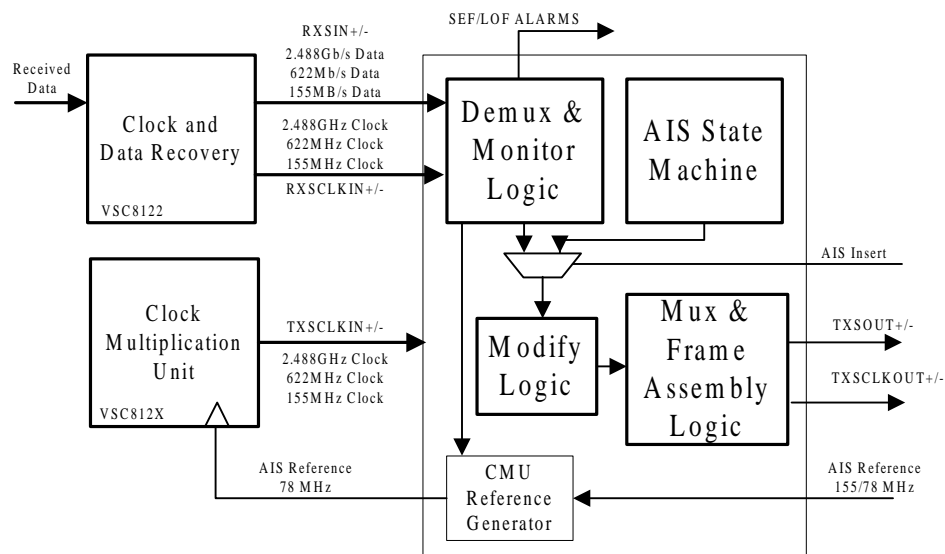 SEF/LOF ALARMS
RXSIN+/-
2.488Gb/s Data
622Mb/s Data
155MB/s Data
Received
Data
Clock and
Data Recovery
VSC8122
2.488GHz Clock
622MHz Clock
155MHz Clock
RXSCLKIN+/-
Demux &
Monitor
Logic
AIS State
Machine
AIS Insert
Clock
Multiplication
Unit
VSC812X
TXSCLKIN+/-
2.488GHz Clock
622MHz Clock
155MHz Clock
Modify
Logic
Mux &
Frame
Assembly
Logic
TXSOUT+/-
TXSCLKOUT+/-
AIS Reference
78 MHz
CMU
Reference
Generator
AIS Reference
155/78 MHz